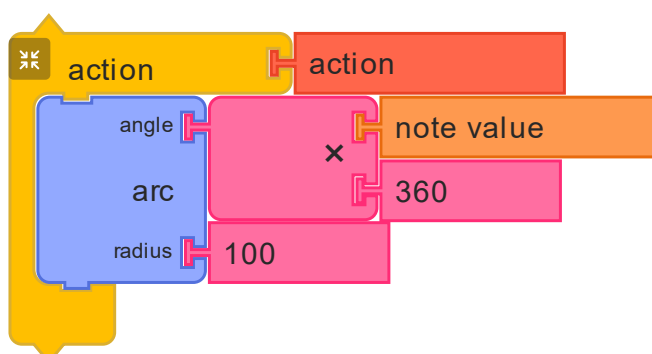 action action
angle
note value
×
arc
360
radius
100